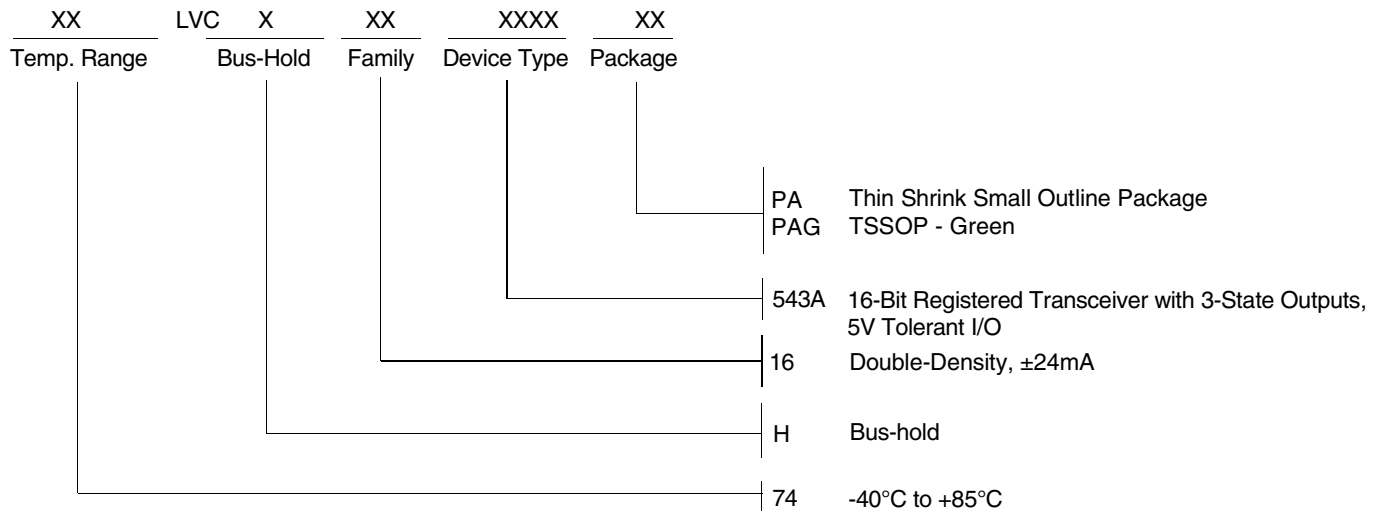 XX LVC X XX XXXX XX
Temp. Range Bus-Hold Family Device Type Package
PA Thin Shrink Small Outline Package
PAG TSSOP - Green
543A 16-Bit Registered Transceiver with 3-State Outputs,
5V Tolerant I/O
16 Double-Density, ±24mA
H Bus-hold
74 -40°C to +85°C